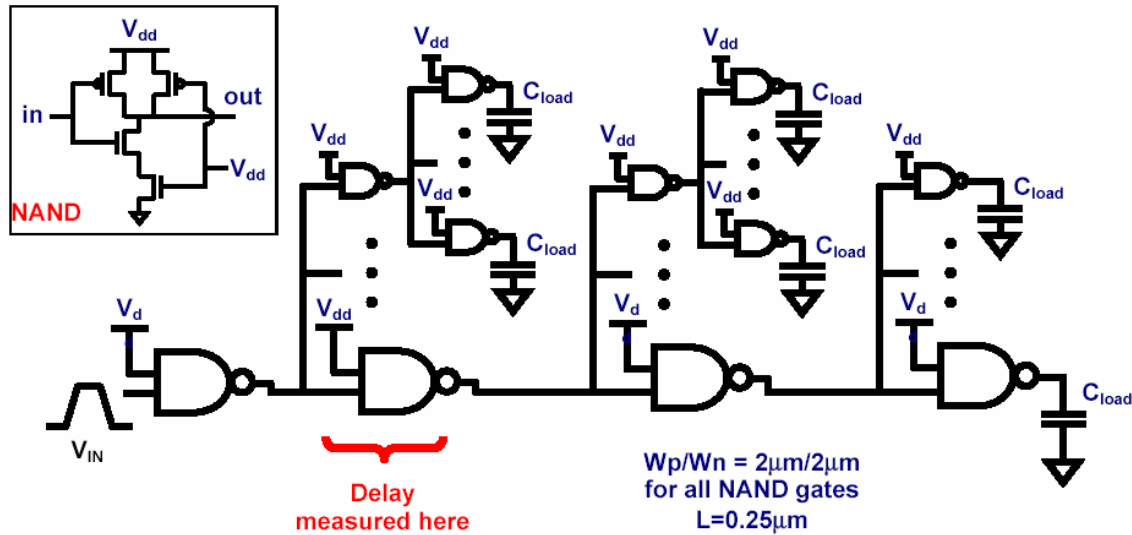 Vdd
in
out
Vdd
NAND
Vdd
Cload
Vdd
Vdd
Cload
Vdd
Cload
Vdd
Vdd
Cload
Vdd
Cload
Vd
Vdd
Vd
Vd
VIN
Cload
Delay
measured here
Wp/Wn = 2μm/2μm
for all NAND gates
L=0.25μm